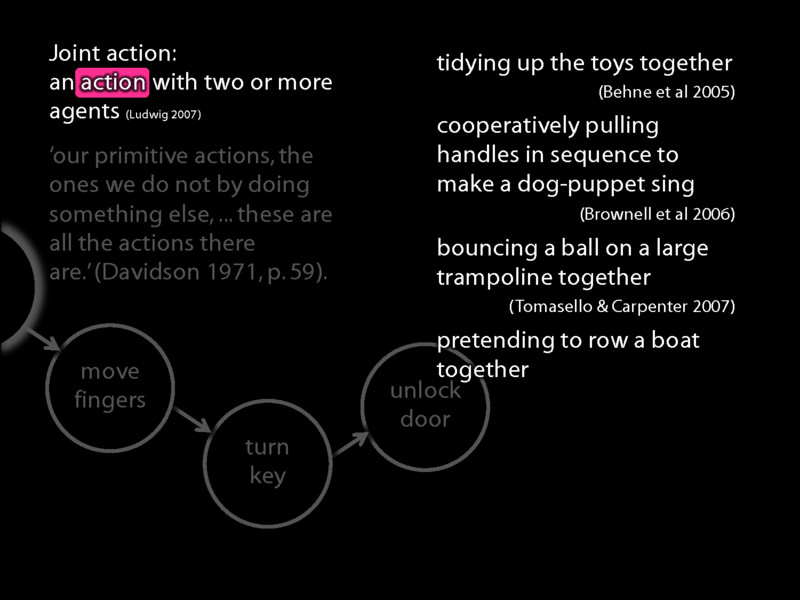 Joint action:
an action with two or more
agents (Ludwig 2007)
‘our primitive actions, the
ones we do not by doing
something else, ... these are
all the actions there
are.’ (Davidson 1971, p. 59).
move
fingers
turn
key
unlock
door
tidying up the toys together
(Behne et al 2005)
cooperatively pulling
handles in sequence to
make a dog-puppet sing
(Brownell et al 2006)
bouncing a ball on a large
trampoline together
(Tomasello & Carpenter 2007)
pretending to row a boat
together